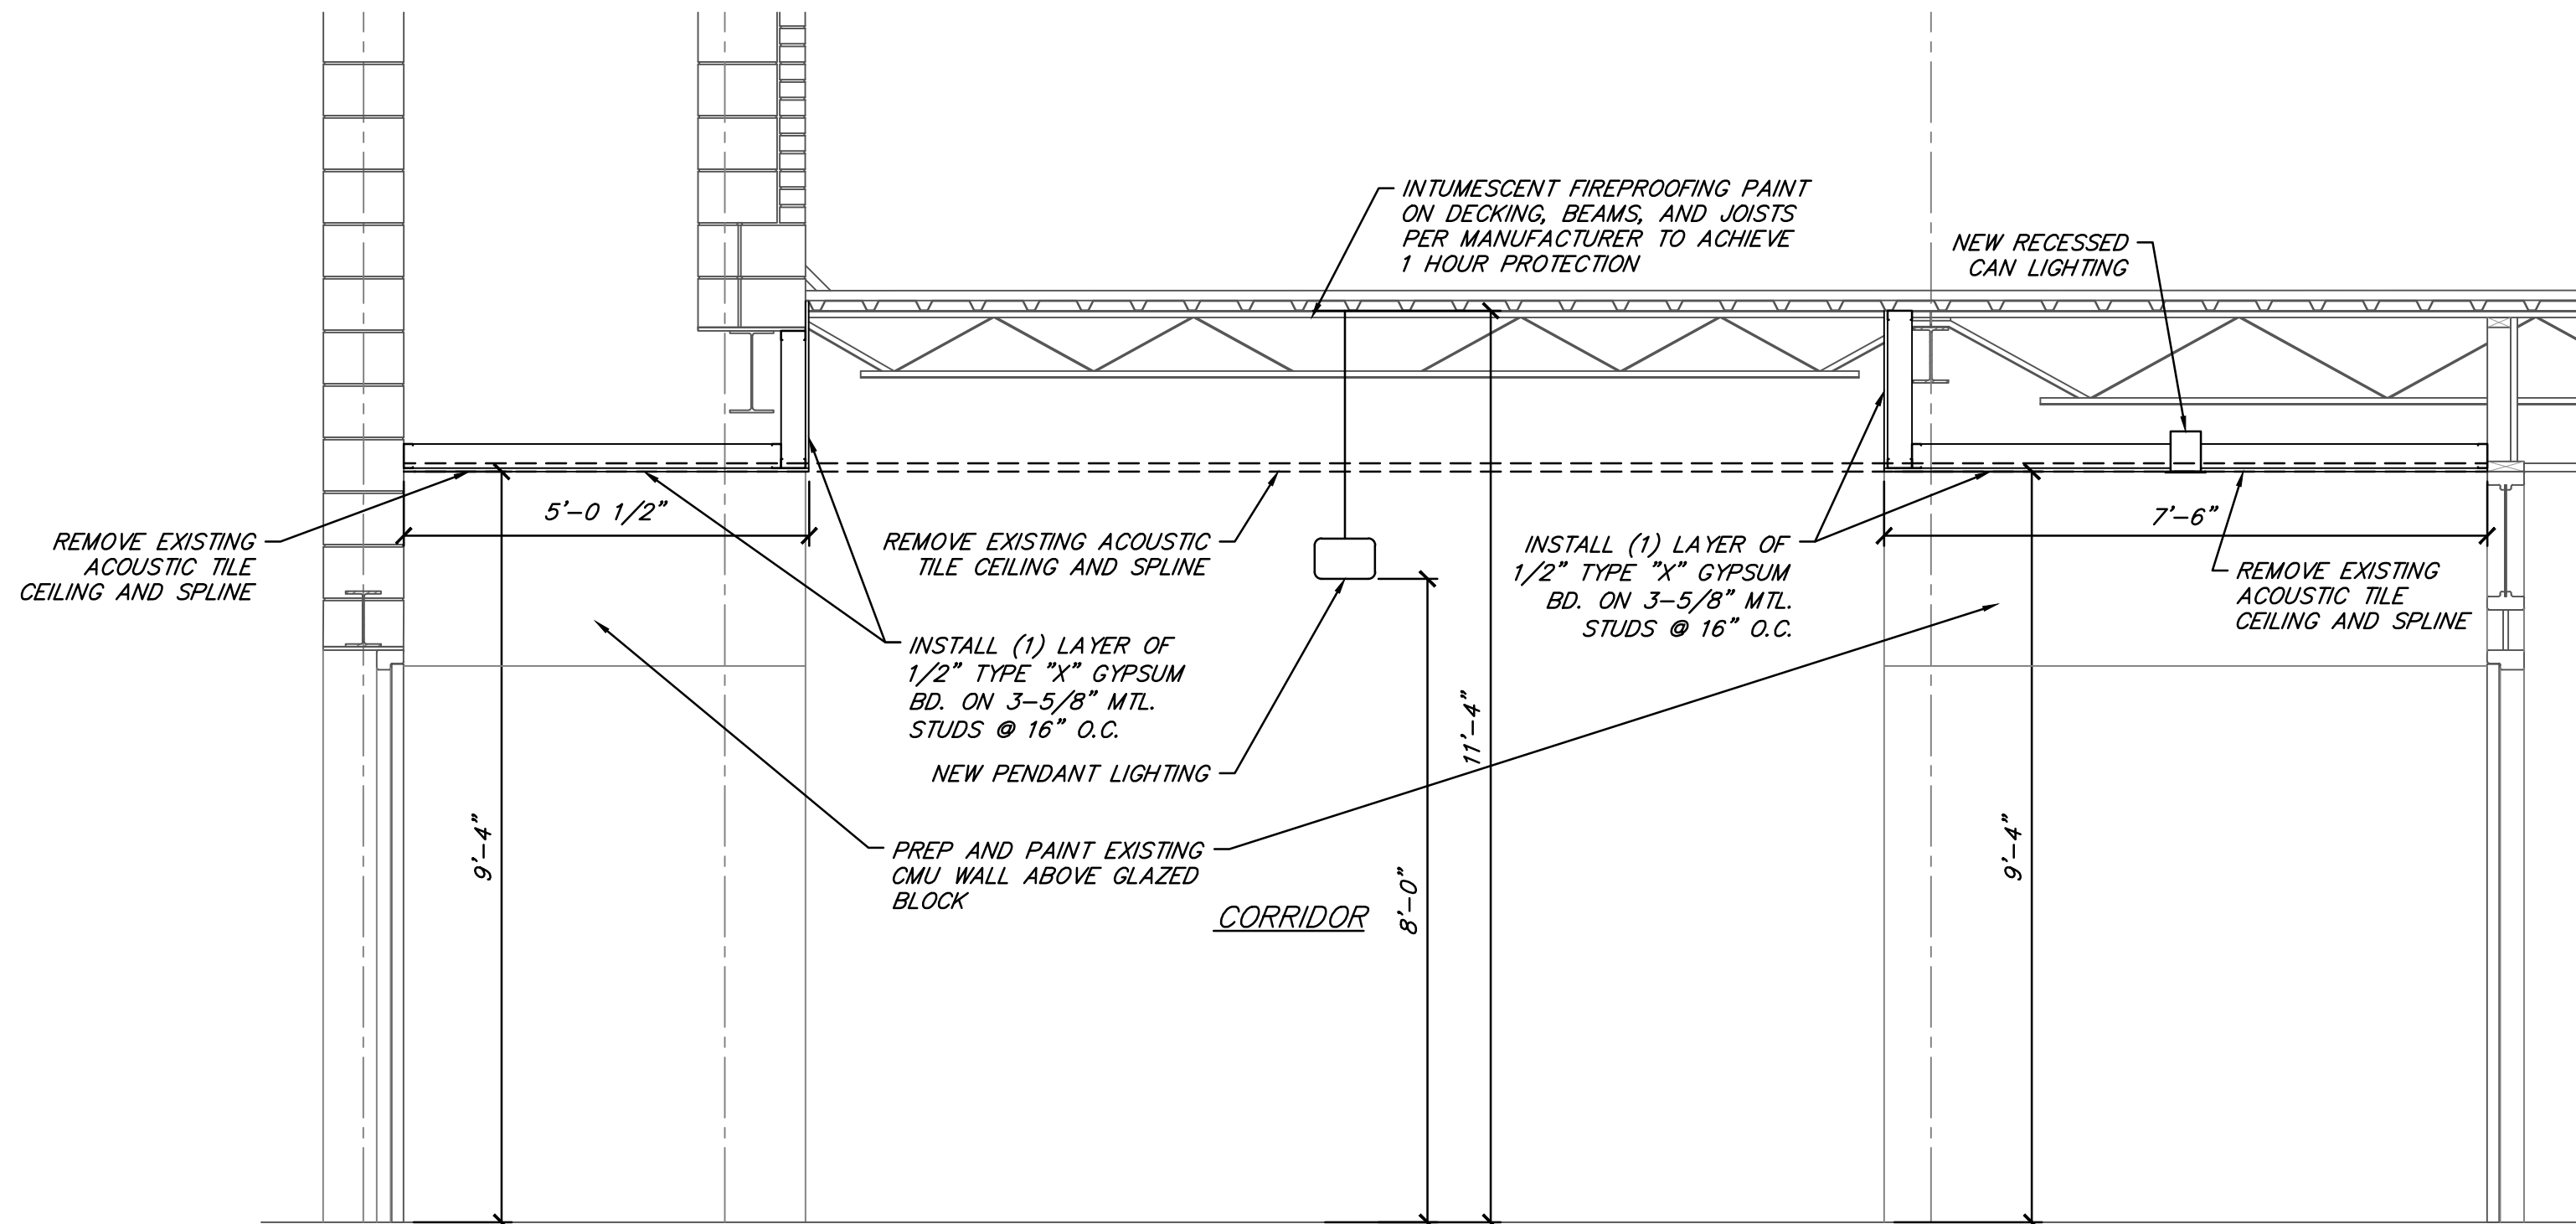 INTUMESCENT FIREPROOFING PAINT
ON DECKING, BEAMS, AND JOISTS
PER MANUFACTURER TO ACHIEVE
1 HOUR PROTECTION
NEW RECESSED
CAN LIGHTING
REMOVE EXISTING
ACOUSTIC TILE
CEILING AND SPLINE
5'-0 1/2"
REMOVE EXISTING ACOUSTIC
TILE CEILING AND SPLINE
INSTALL (1) LAYER OF
1/2" TYPE "X" GYPSUM
BD. ON 3-5/8" MTL.
STUDS @ 16" O.C.
7'-6"
REMOVE EXISTING
ACOUSTIC TILE
CEILING AND SPLINE
INSTALL (1) LAYER OF
1/2" TYPE "X" GYPSUM
BD. ON 3-5/8" MTL.
STUDS @ 16" O.C.
NEW PENDANT LIGHTING
11'-4"
9'-4"
PREP AND PAINT EXISTING
CMU WALL ABOVE GLAZED
BLOCK
CORRIDOR
8'-0"
9'-4"